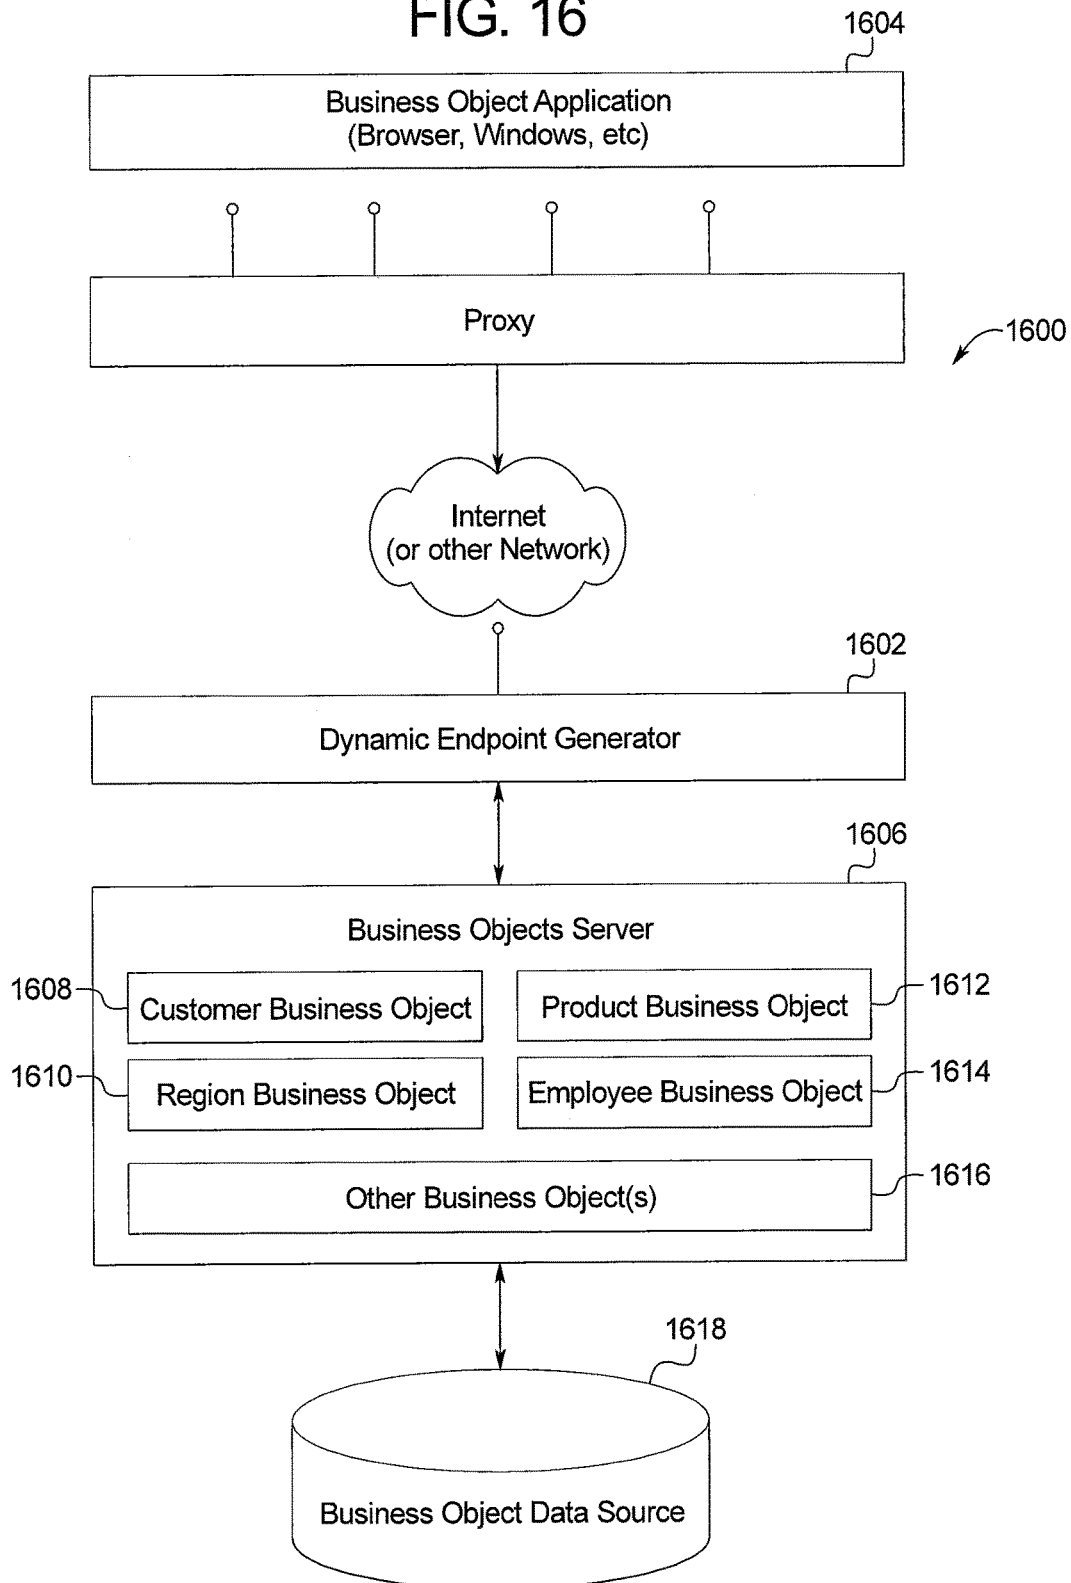 FIG. 16
1604
Business Object Application
(Browser, Windows, etc)
Proxy
1600
Internet
(or other Network)
1602
Dynamic Endpoint Generator
1606
Business Objects Server
1608
Customer Business Object
Product Business Object
1612
1610
Region Business Object
Employee Business Object
1614
Other Business Object(s)
1616
1618
Business Object Data Source